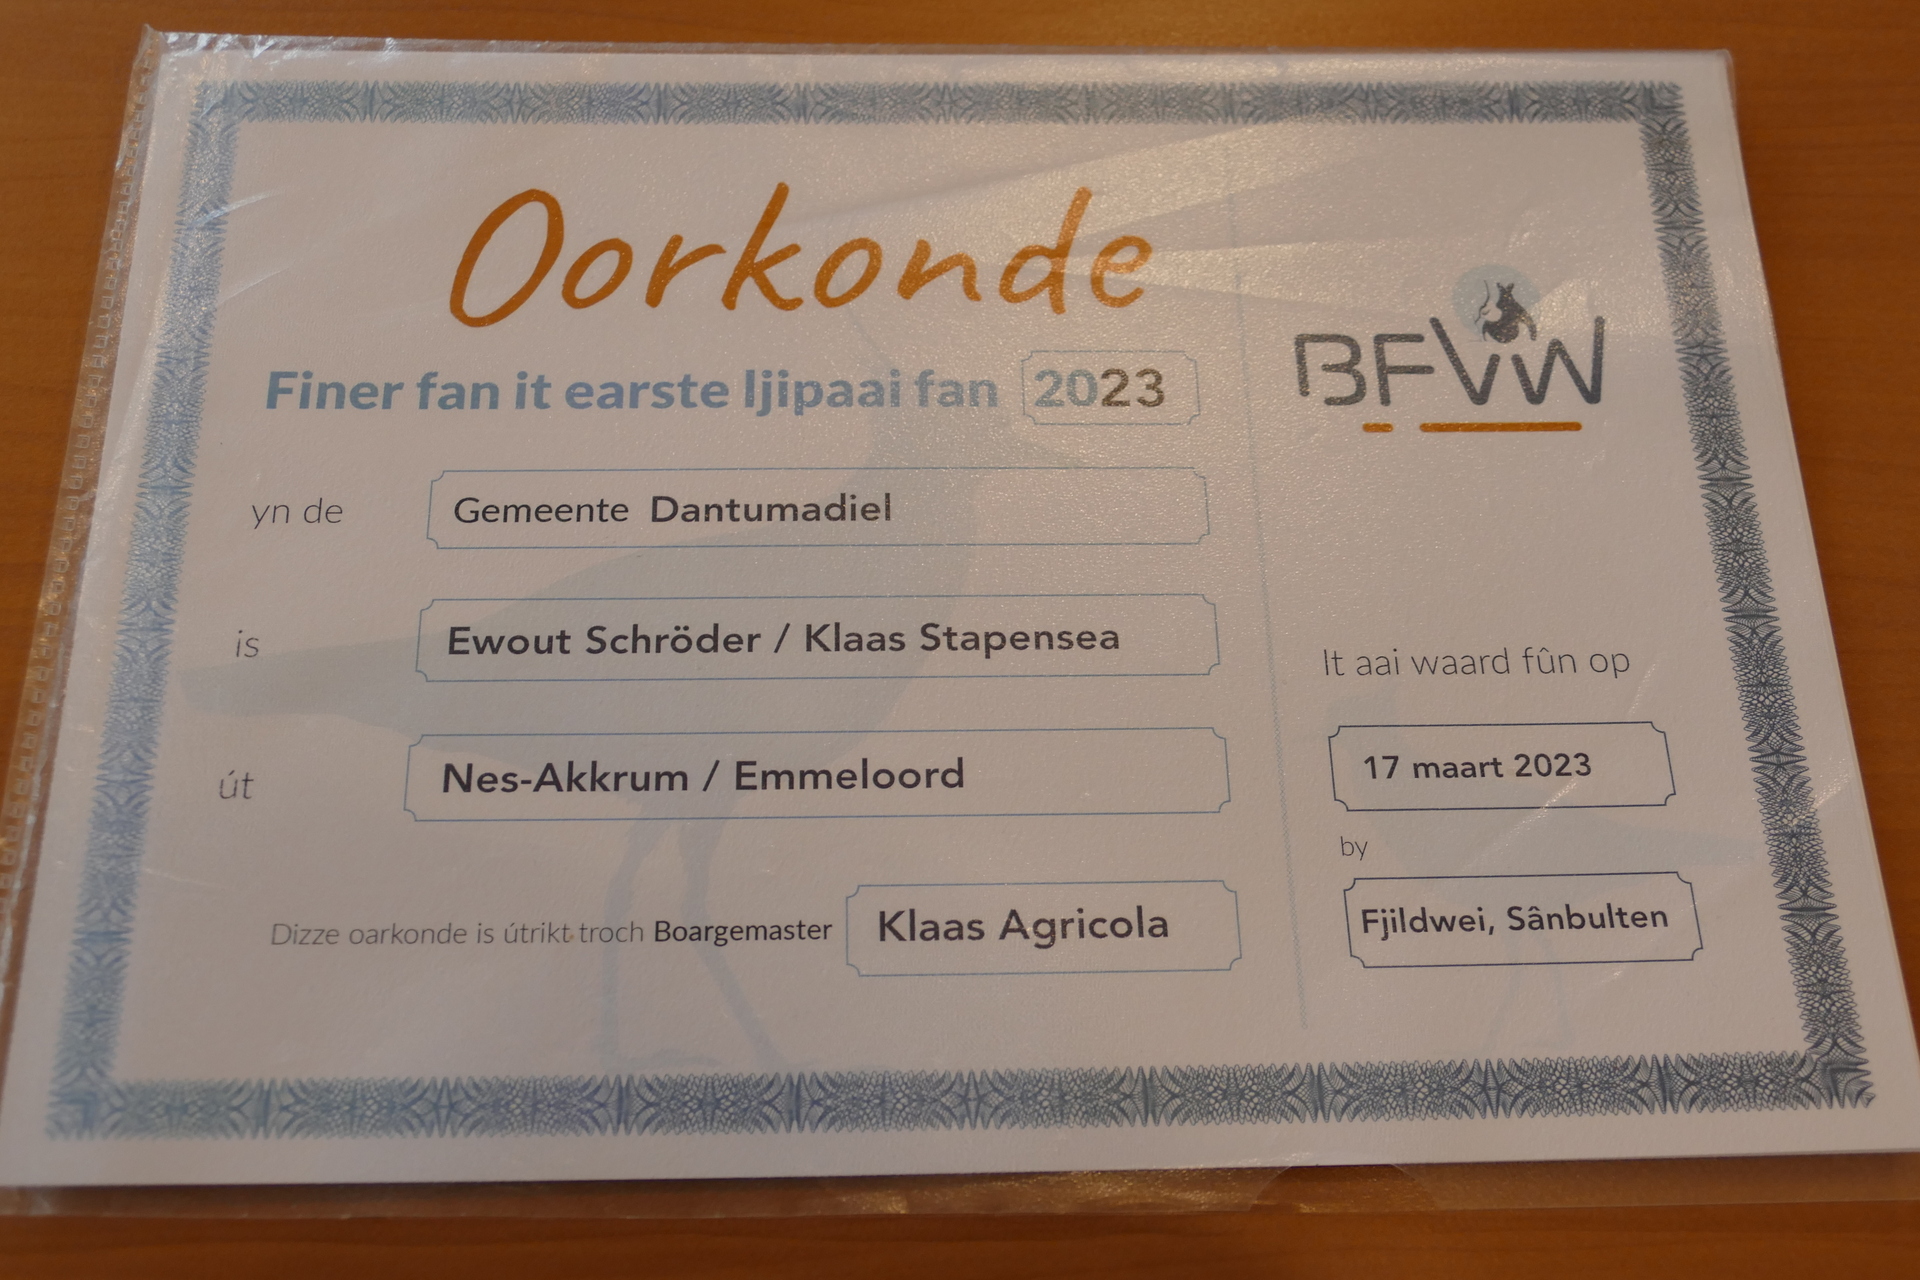 Oorkonde
Finer fan it earste ljipaai fan 2023
yn de Gemeente Dantumadiel
is Ewout Schröder / Klaas Stapensea
út Nes-Akkrum / Emmeloord
Dizze oarkonde is útrikt troch Boargemaster Klaas Agricola
BFVW
It aai waard fûn op
17 maart 2023
by
Fjildwei, Sânbulten